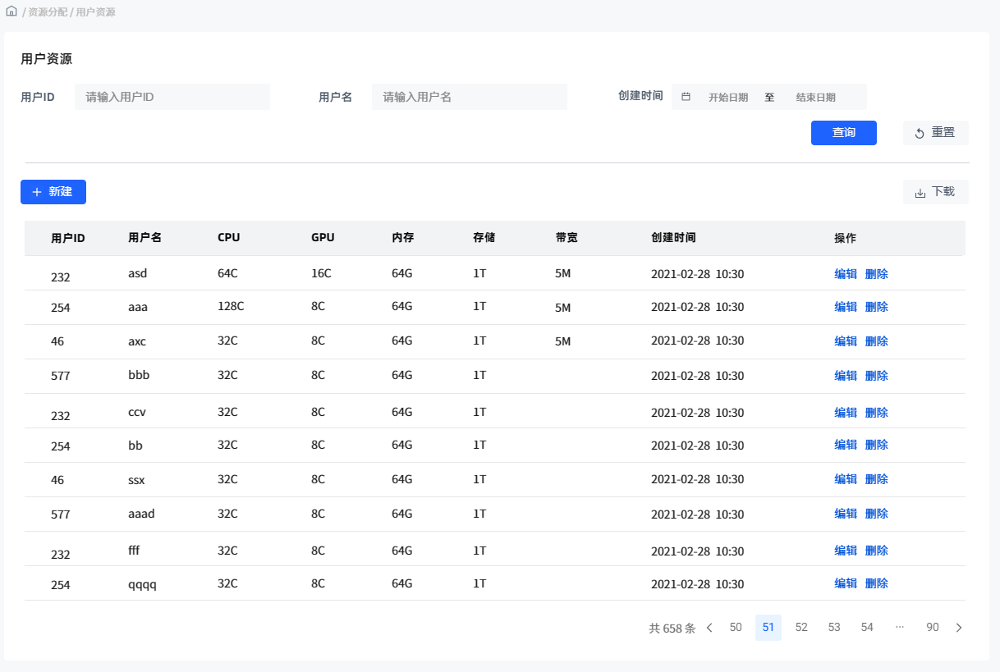 / 资源分配 / 用户资源
用户资源
用户ID 请输入用户ID 用户名 请输入用户名 创建时间 开始日期 至 结束日期
查询 重置
新建 下载
用户ID 用户名 CPU GPU 内存 存储 带宽 创建时间 操作
232 asd 64C 16C 64G 1T 5M 2021-02-28 10:30 编辑 删除
254 aaa 128C 8C 64G 1T 5M 2021-02-28 10:30 编辑 删除
46 axc 32C 8C 64G 1T 5M 2021-02-28 10:30 编辑 删除
577 bbb 32C 8C 64G 1T 2021-02-28 10:30 编辑 删除
232 ccv 32C 8C 64G 1T 2021-02-28 10:30 编辑 删除
254 bb 32C 8C 64G 1T 2021-02-28 10:30 编辑 删除
46 ssx 32C 8C 64G 1T 2021-02-28 10:30 编辑 删除
577 aaad 32C 8C 64G 1T 2021-02-28 10:30 编辑 删除
232 fff 32C 8C 64G 1T 2021-02-28 10:30 编辑 删除
254 qqqq 32C 8C 64G 1T 2021-02-28 10:30 编辑 删除
共 658 条 50 51 52 53 54 ··· 90